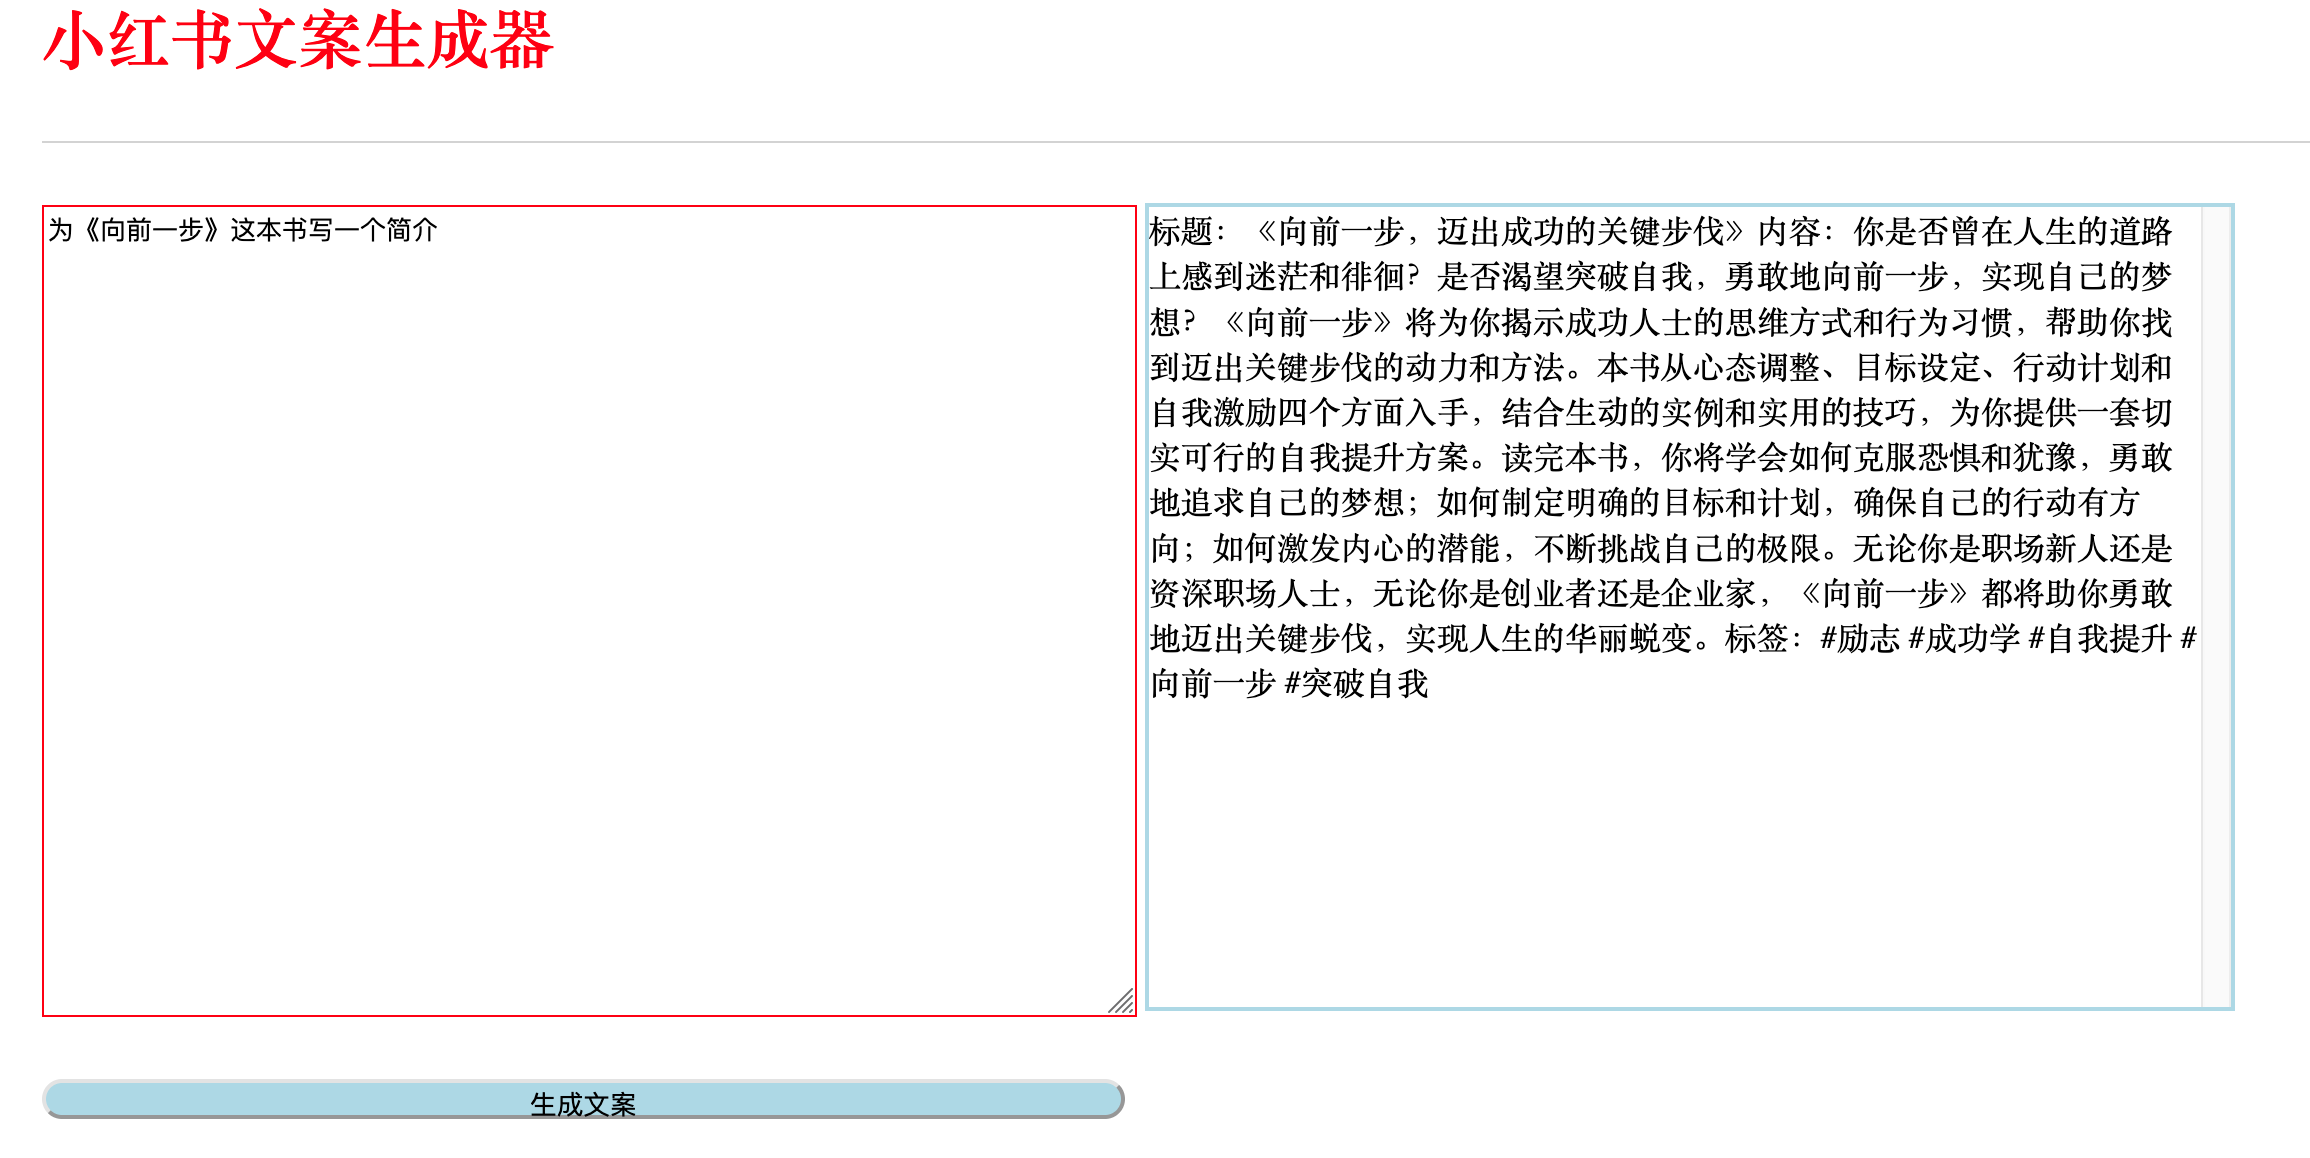 小红书文案生成器
为《向前一步》这本书写一个简介
标题：《向前一步，迈出成功的关键步伐》内容：你是否曾在人生的道路
上感到迷茫和徘徊？是否渴望突破自我，勇敢地向前一步，实现自己的梦
想？《向前一步》将为你揭示成功人士的思维方式和行为习惯，帮助你找
到迈出关键步伐的动力和方法。本书从心态调整、目标设定、行动计划和
自我激励四个方面入手，结合生动的实例和实用的技巧，为你提供一套切
实可行的自我提升方案。读完本书，你将学会如何克服恐惧和犹豫，勇敢
地追求自己的梦想；如何制定明确的目标和计划，确保自己的行动有方
向；如何激发内心的潜能，不断挑战自己的极限。无论你是职场新人还是
资深职场人士，无论你是创业者还是企业家，《向前一步》都将助你勇敢
地迈出关键步伐，实现人生的华丽蜕变。标签：#励志 #成功学 #自我提升 #
向前一步 #突破自我
生成文案